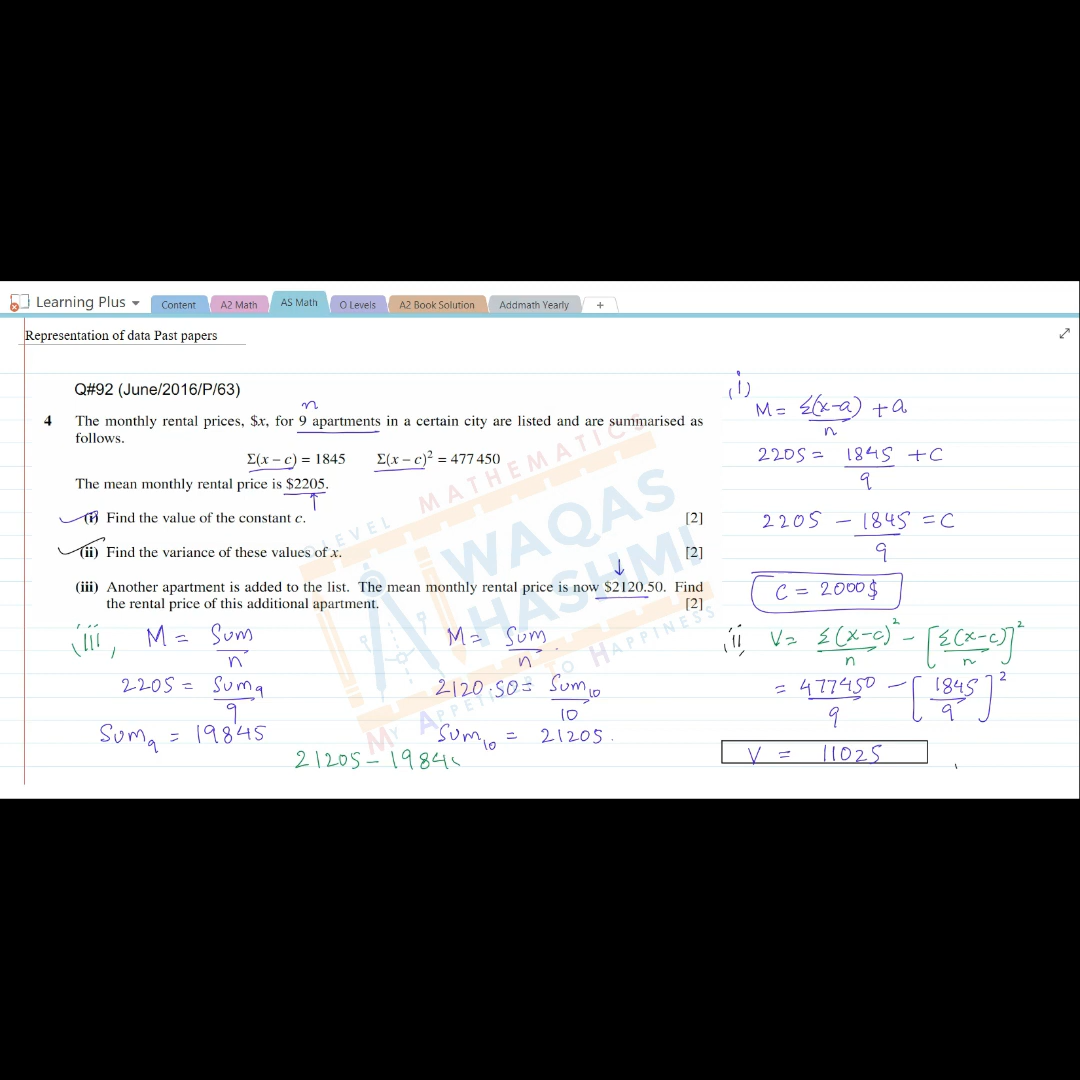 Learning Plus
Content A2 Math AS Math O Levels A2 Book Solution Addmath Yearly +
Representation of data Past papers
Q#92 (June/2016/P/63)
n
4 The monthly rental prices, $x, for 9 apartments in a certain city are listed and are summarised as
follows.
Σ(x − c) = 1845 Σ(x − c)² = 477 450
The mean monthly rental price is $2205.
(i) Find the value of the constant c. [2]
(ii) Find the variance of these values of x. [2]
(iii) Another apartment is added to the list. The mean monthly rental price is now $2120.50. Find
the rental price of this additional apartment. [2]
(iii, M = Sum/n
2205 = Sum₉/9
Sum₉ = 19845
M = Sum/n.
2120.50 = Sum₁₀/10
Sum₁₀ = 21205.
21205 − 1984
(i)
M = Σ(x−a)/n + a
2205 = 1845/9 + C
2205 − 1845/9 = C
C = 2000$
(ii, V = Σ(x−c)²/n − [Σ(x−c)/n]²
= 477450/9 − [1845/9]²
V = 11025
LEVEL MATHEMATICS
WAQAS
HASHMI
MY APPETITE TO HAPPINESS